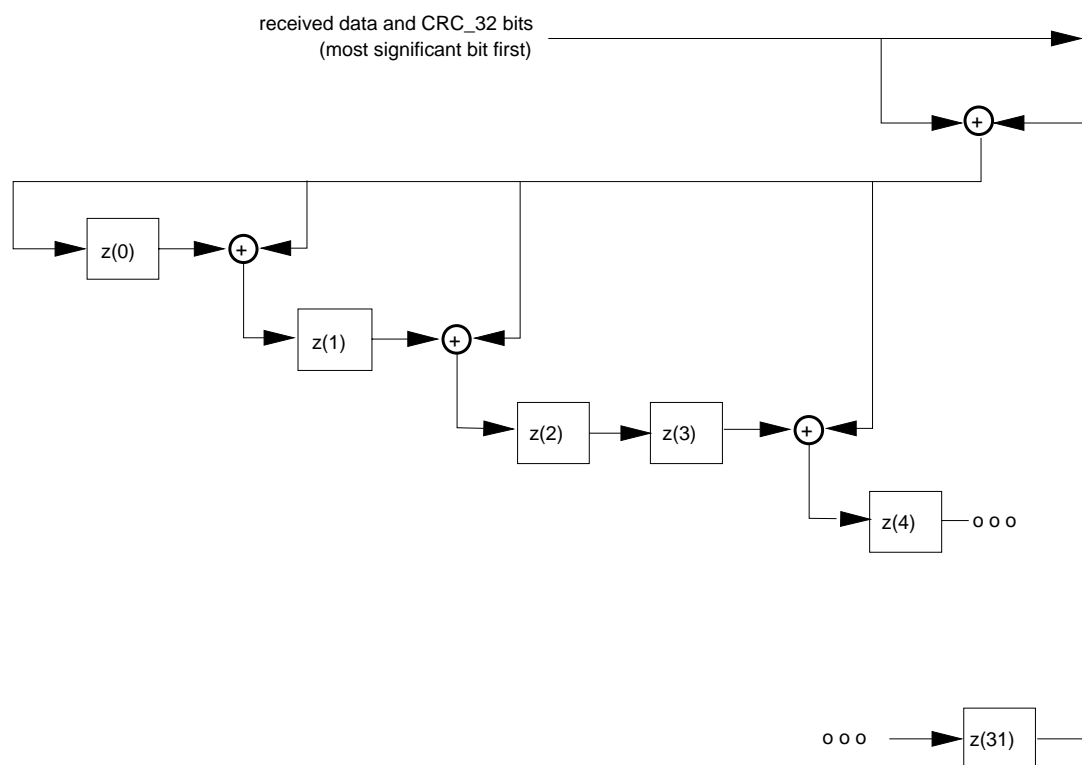 received data and CRC_32 bits
(most significant bit first)
+
z(0)
+
z(1)
+
z(2)
z(3)
+
z(4)
o o o
o o o
z(31)